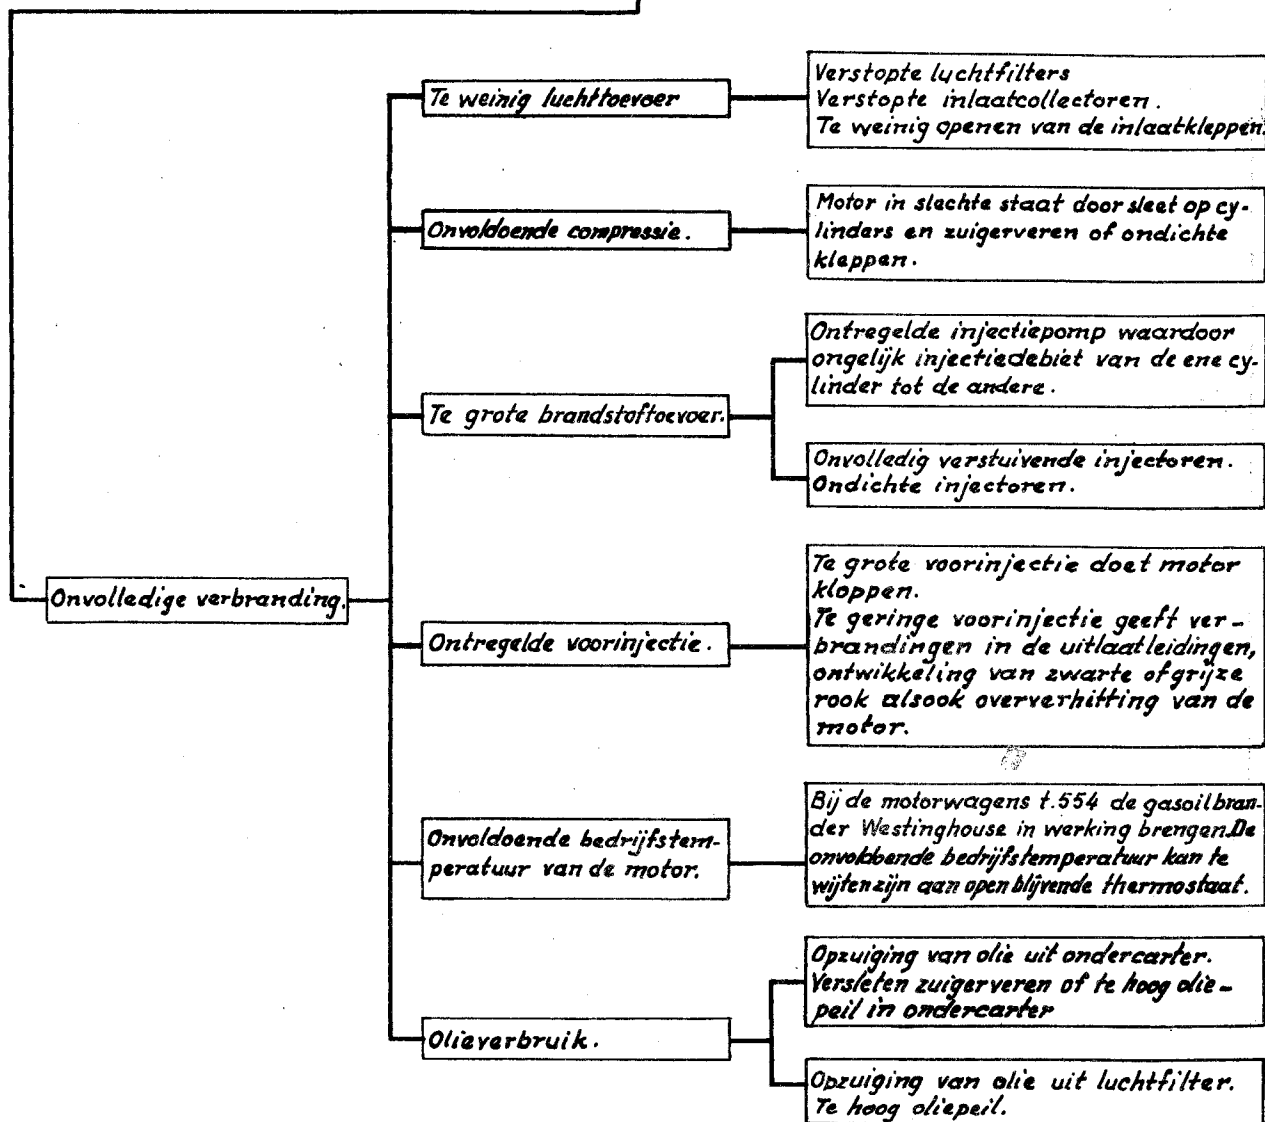 Te weinig luchttoevoer
Verstopte luchtfilters
Verstopte inlaatcollectoren.
Te weinig openen van de inlaatkleppen.
Onvoldoende compressie.
Motor in slechte staat door sleet op cy-
linders en zuigerveren of ondichte
kleppen.
Te grote brandstoftoevoer.
Ontregelde injectiepomp waardoor
ongelijk injectiedebiet van de ene cy-
linder tot de andere.
Onvolledig verstuivende injectoren.
Ondichte injectoren.
Onvolledige verbranding.
Ontregelde voorinjectie.
Te grote voorinjectie doet motor
kloppen.
Te geringe voorinjectie geeft ver-
brandingen in de uitlaatleidingen,
ontwikkeling van zwarte of grijze
rook alsook oververhitting van de
motor.
Onvoldoende bedrijfstem-
peratuur van de motor.
Bij de motorwagens t.554 de gasoilbran-
der Westinghouse in werking brengen. De
onvoldoende bedrijfstemperatuur kan te
wijten zijn aan open blijvende thermostaat.
Olieverbruik.
Opzuiging van olie uit ondercarter.
Versleten zuigerveren of te hoog olie-
peil in ondercarter
Opzuiging van olie uit luchtfilter.
Te hoog oliepeil.